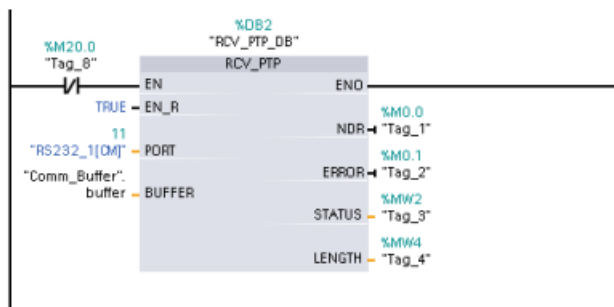 %DB2
"RCV_PTP_DB"
%M20.0
"Tag_8"
RCV_PTP
EN
ENO
TRUE
EN_R
%M0.0
NDR
"Tag_1"
11
"RS232_1[CM]"
PORT
%M0.1
ERROR
"Tag_2"
"Comm_Buffer".
buffer
BUFFER
%MW2
STATUS
"Tag_3"
%MW4
LENGTH
"Tag_4"